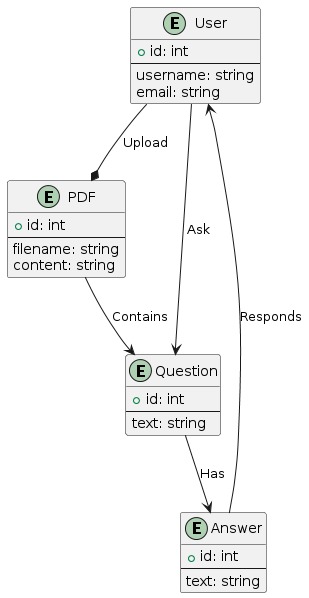 E User
+ id: int
username: string
email: string
Upload
E PDF
+ id: int
filename: string
content: string
Ask
Contains
Responds
E Question
+ id: int
text: string
Has
E Answer
+ id: int
text: string